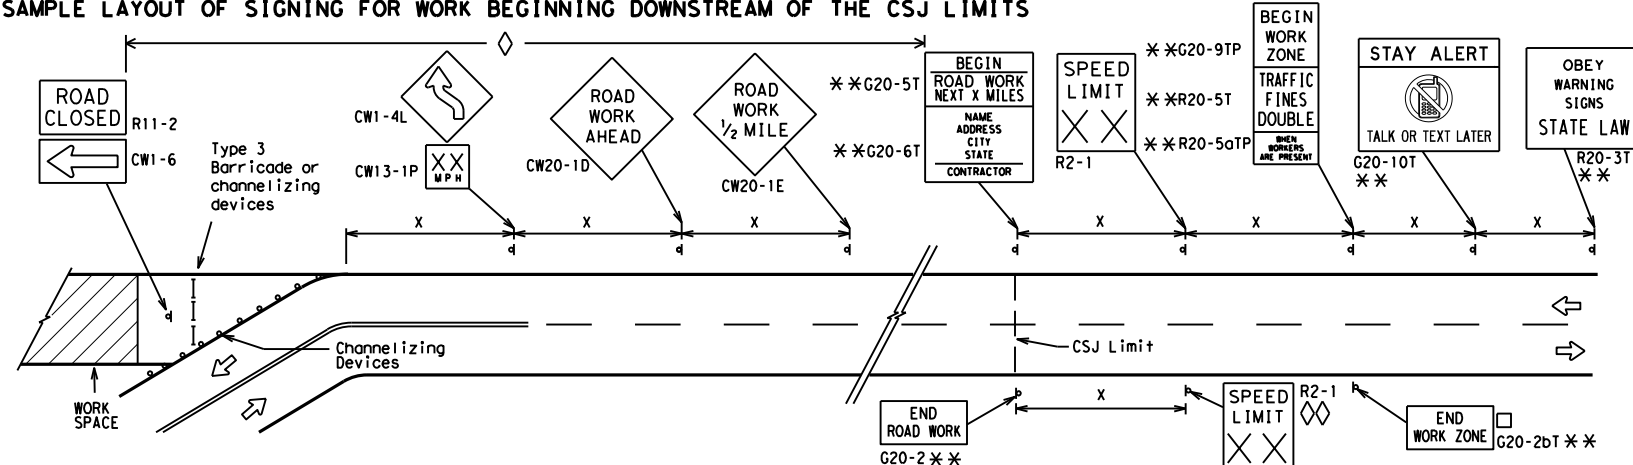 SAMPLE LAYOUT OF SIGNING FOR WORK BEGINNING DOWNSTREAM OF THE CSJ LIMITS
ROAD
CLOSED
R11-2
CW1-6
Type 3
Barricade or
channelizing
devices
CW1-4L
CW13-1P
XX
MPH
ROAD
WORK
AHEAD
CW20-1D
ROAD
WORK
1/2 MILE
CW20-1E
**G20-5T
**G20-6T
BEGIN
ROAD WORK
NEXT X MILES
NAME
ADDRESS
CITY
STATE
CONTRACTOR
SPEED
LIMIT
XX
R2-1
**G20-9TP
**R20-5T
**R20-5aTP
BEGIN
WORK
ZONE
TRAFFIC
FINES
DOUBLE
WHEN
WORKERS
ARE PRESENT
STAY ALERT
TALK OR TEXT LATER
G20-10T
**
OBEY
WARNING
SIGNS
STATE LAW
R20-3T
**
X
X
X
X
X
X
X
Channelizing
Devices
CSJ Limit
WORK
SPACE
X
END
ROAD WORK
G20-2**
SPEED
LIMIT
XX
R2-1
END
WORK ZONE
G20-2bT**